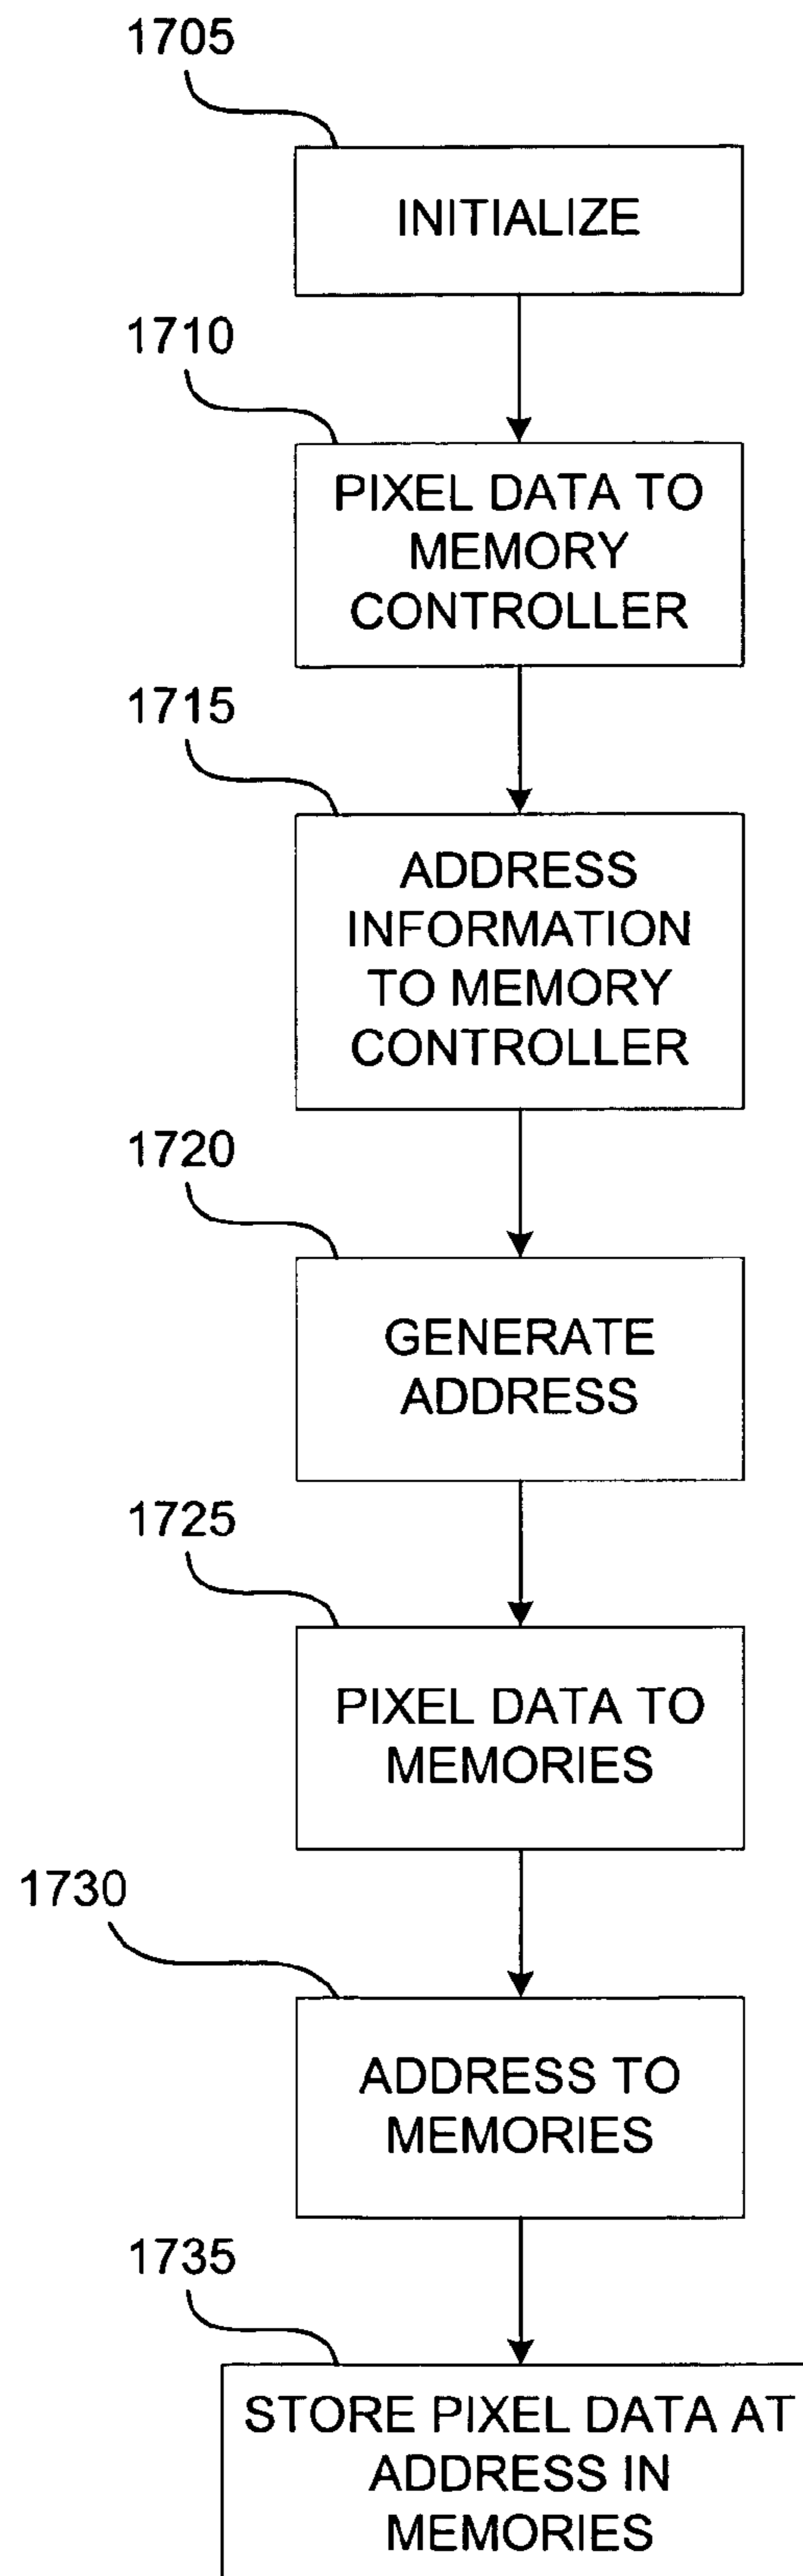 1705
INITIALIZE
1710
PIXEL DATA TO
MEMORY
CONTROLLER
1715
ADDRESS
INFORMATION
TO MEMORY
CONTROLLER
1720
GENERATE
ADDRESS
1725
PIXEL DATA TO
MEMORIES
1730
ADDRESS TO
MEMORIES
1735
STORE PIXEL DATA AT
ADDRESS IN
MEMORIES